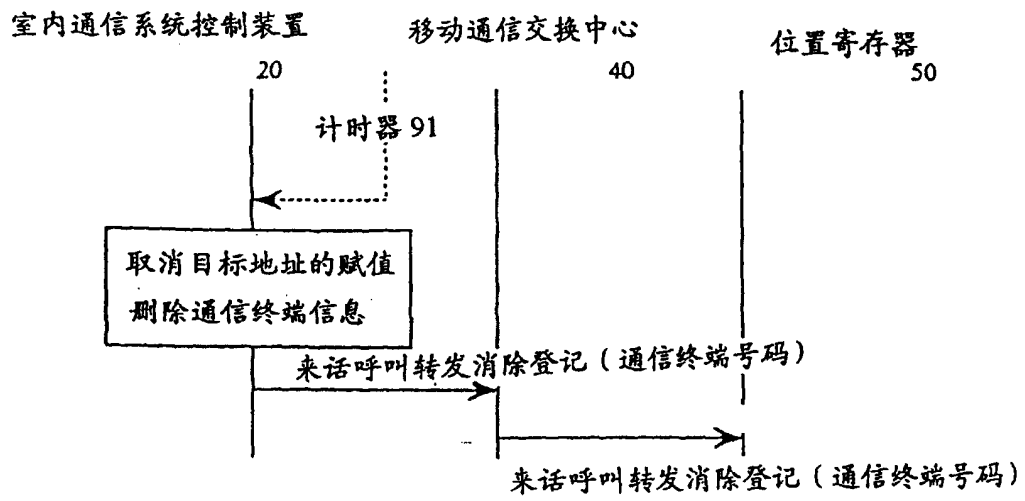 室内通信系统控制装置
移动通信交换中心
位置寄存器
20
40
50
计时器 91
取消目标地址的赋值
删除通信终端信息
来话呼叫转发消除登记（通信终端号码）
来话呼叫转发消除登记（通信终端号码）